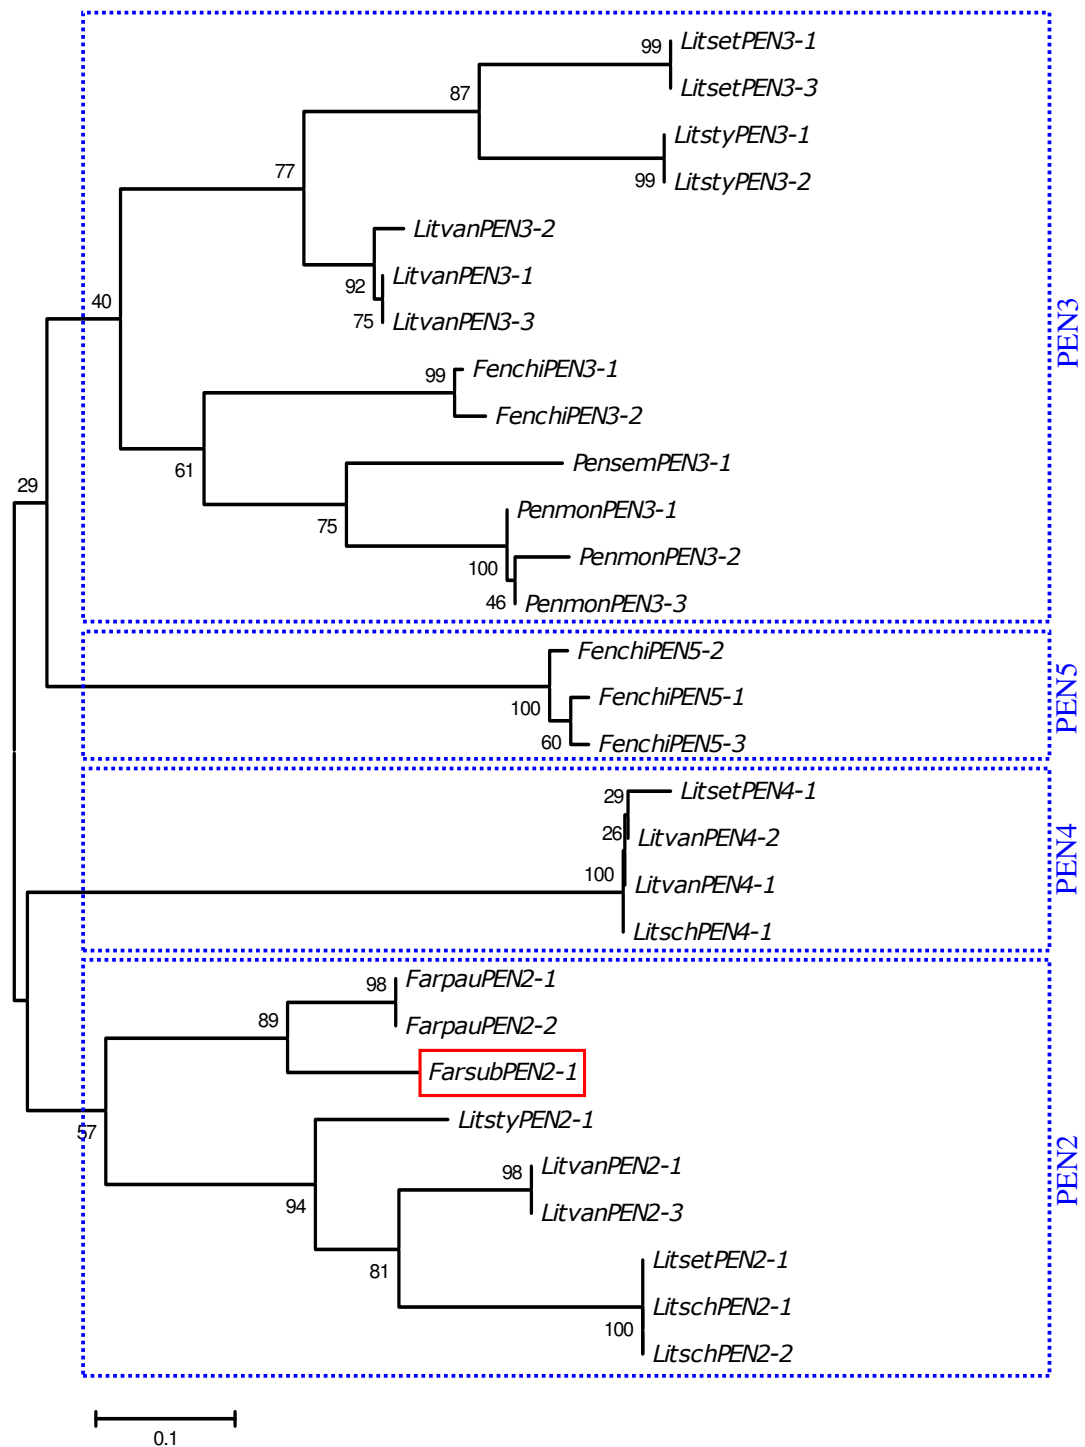 99
LitsetPEN3-1
LitsetPEN3-3
87
LitstyPEN3-1
99
LitstyPEN3-2
77
LitvanPEN3-2
92
LitvanPEN3-1
75
LitvanPEN3-3
40
PEN3
99
FenchiPEN3-1
FenchiPEN3-2
61
PensemPEN3-1
29
75
PenmonPEN3-1
100
PenmonPEN3-2
46
PenmonPEN3-3
FenchiPEN5-2
100
FenchiPEN5-1
60
FenchiPEN5-3
PEN5
29
LitsetPEN4-1
26
LitvanPEN4-2
100
LitvanPEN4-1
LitschPEN4-1
PEN4
98
FarpauPEN2-1
89
FarpauPEN2-2
FarsubPEN2-1
57
LitstyPEN2-1
98
LitvanPEN2-1
94
LitvanPEN2-3
81
LitsetPEN2-1
LitschPEN2-1
100
LitschPEN2-2
PEN2
0.1